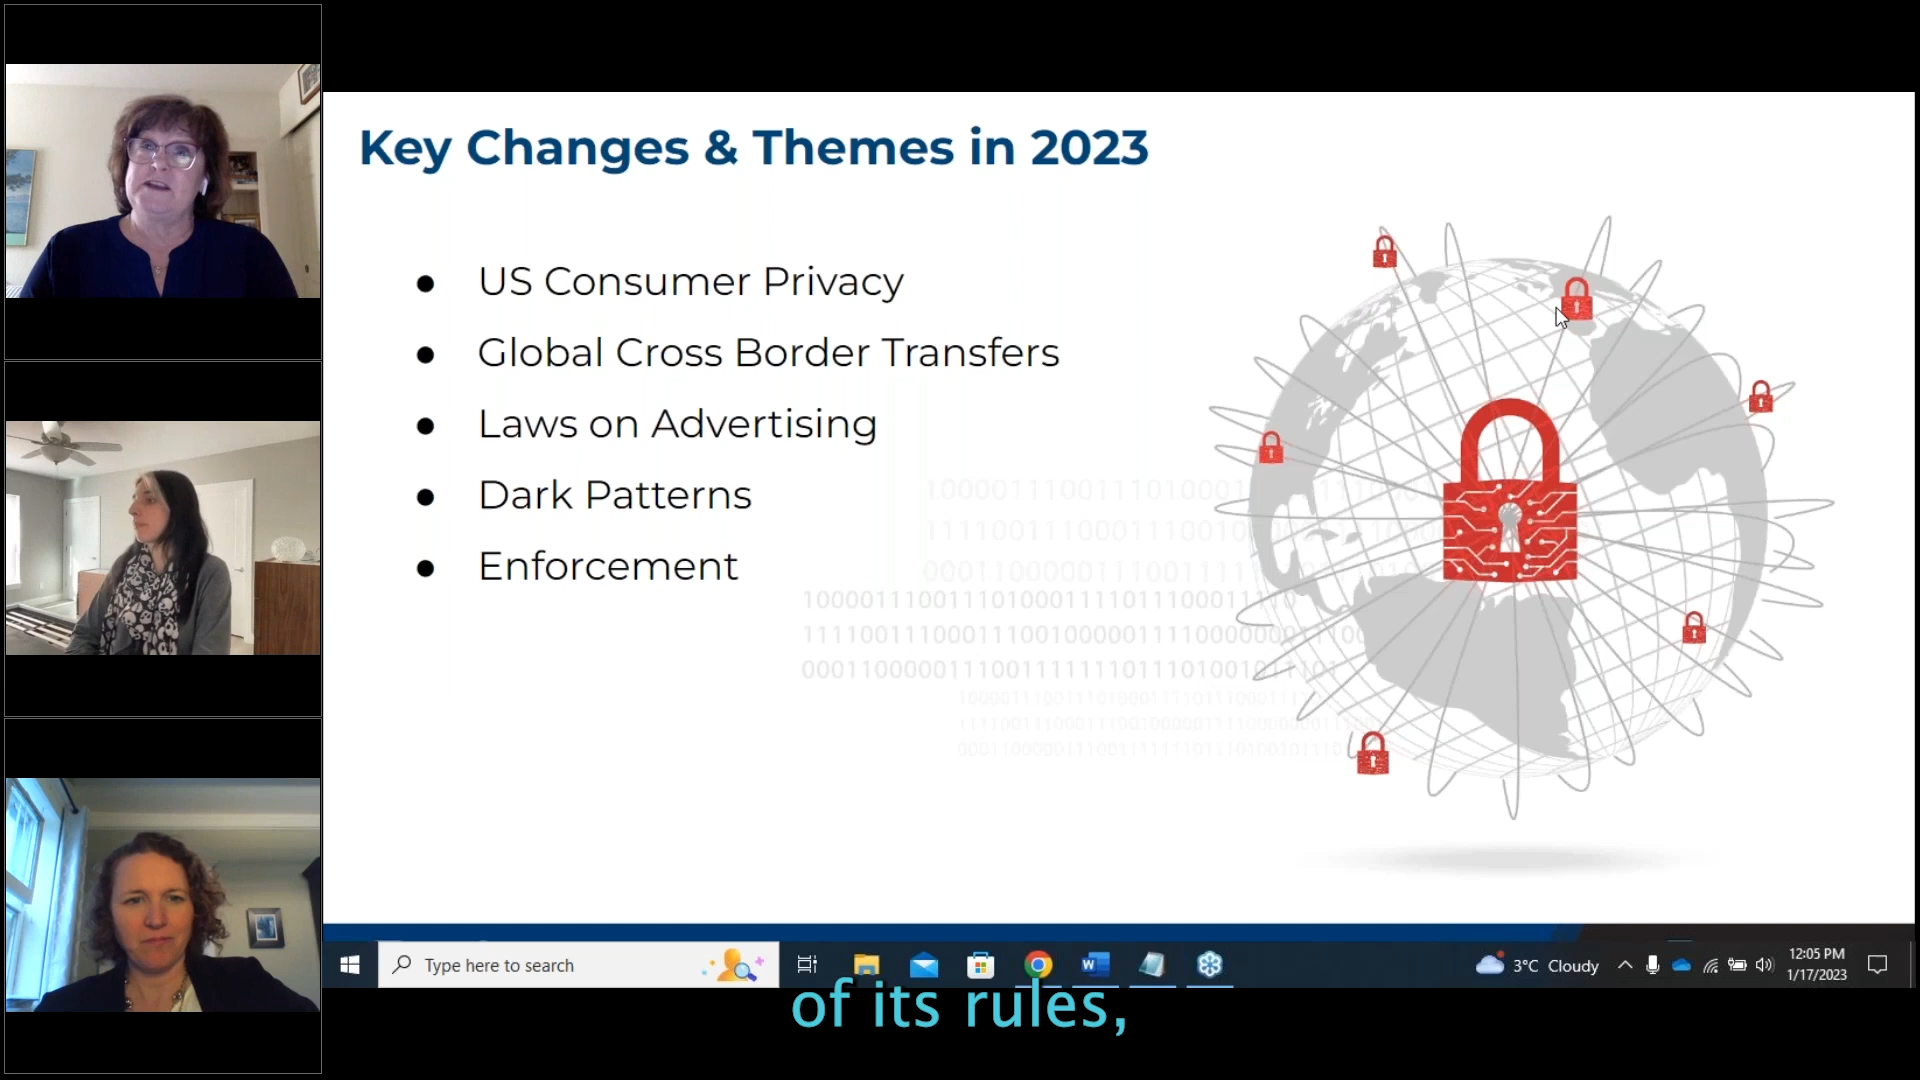 Key Changes & Themes in 2023
● US Consumer Privacy
● Global Cross Border Transfers
● Laws on Advertising
● Dark Patterns
● Enforcement
Type here to search
3°C Cloudy
12:05 PM
1/17/2023
of its rules,